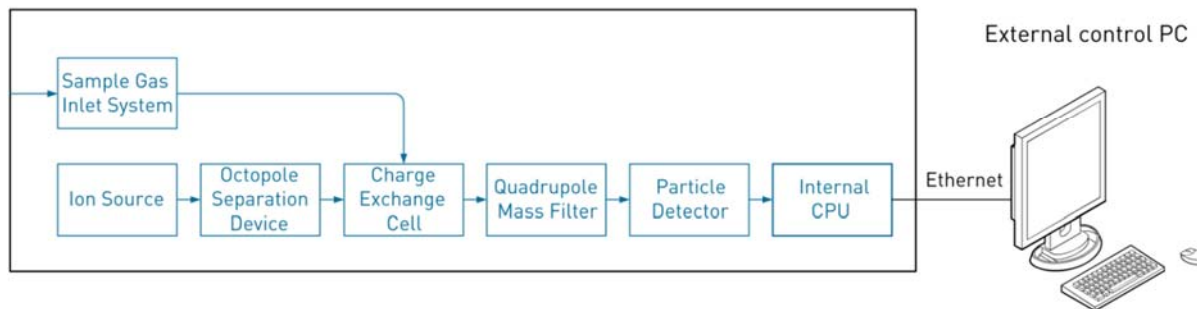 External control PC
Sample Gas
Inlet System
Ion Source
Octopole
Separation
Device
Charge
Exchange
Cell
Quadrupole
Mass Filter
Particle
Detector
Internal
CPU
Ethernet